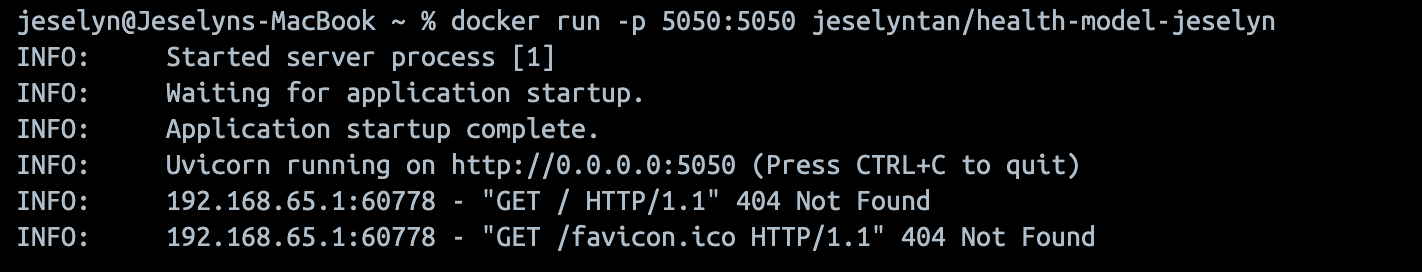 jeselyn@Jeselyns-MacBook ~ % docker run -p 5050:5050 jeselyntan/health-model-jeselyn
INFO:     Started server process [1]
INFO:     Waiting for application startup.
INFO:     Application startup complete.
INFO:     Uvicorn running on http://0.0.0.0:5050 (Press CTRL+C to quit)
INFO:     192.168.65.1:60778 - "GET / HTTP/1.1" 404 Not Found
INFO:     192.168.65.1:60778 - "GET /favicon.ico HTTP/1.1" 404 Not Found